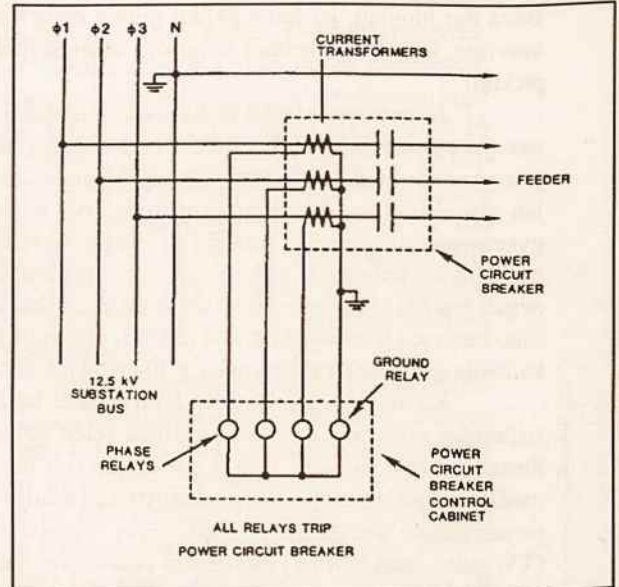 ϕ1 ϕ2 ϕ3 N
CURRENT
TRANSFORMERS
FEEDER
POWER
CIRCUIT
BREAKER
12.5 kV
SUBSTATION
BUS
GROUND
RELAY
PHASE
RELAYS
POWER
CIRCUIT
BREAKER
CONTROL
CABINET
ALL RELAYS TRIP
POWER CIRCUIT BREAKER